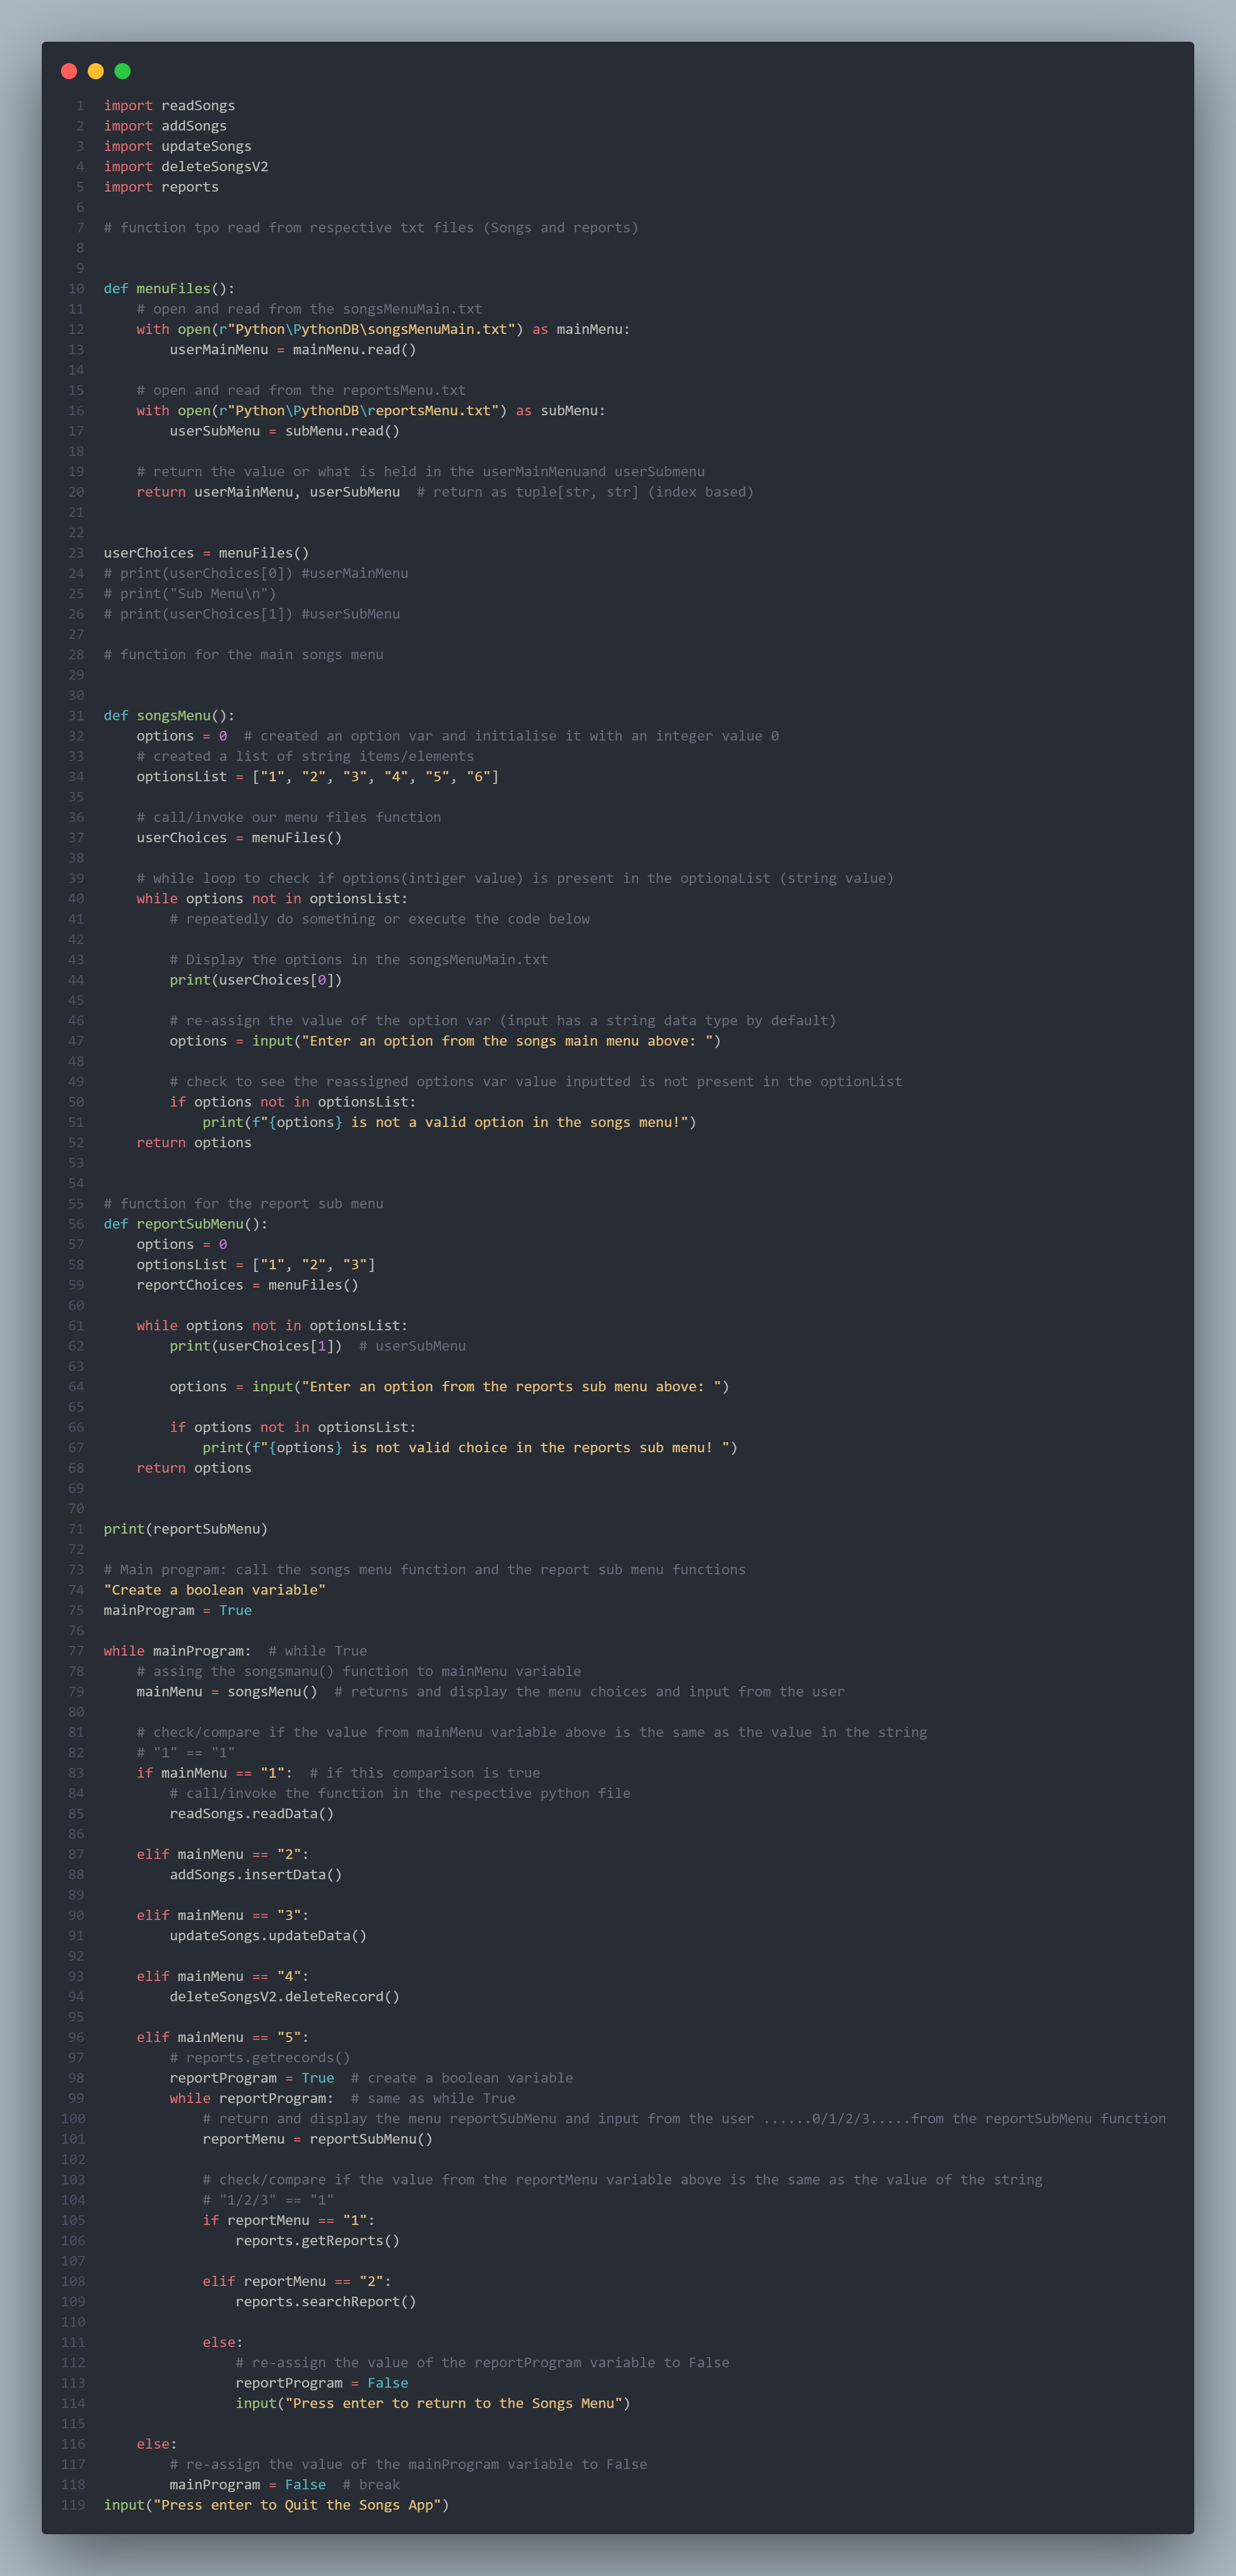 1 import readSongs
2 import addSongs
3 import updateSongs
4 import deleteSongsV2
5 import reports
6
7 # function tpo read from respective txt files (Songs and reports)
8
9
10 def menuFiles():
11     # open and read from the songsMenuMain.txt
12     with open(r"Python\PythonDB\songsMenuMain.txt") as mainMenu:
13         userMainMenu = mainMenu.read()
14
15     # open and read from the reportsMenu.txt
16     with open(r"Python\PythonDB\reportsMenu.txt") as subMenu:
17         userSubMenu = subMenu.read()
18
19     # return the value or what is held in the userMainMenuand userSubmenu
20     return userMainMenu, userSubMenu  # return as tuple[str, str] (index based)
21
22
23 userChoices = menuFiles()
24 # print(userChoices[0]) #userMainMenu
25 # print("Sub Menu\n")
26 # print(userChoices[1]) #userSubMenu
27
28 # function for the main songs menu
29
30
31 def songsMenu():
32     options = 0  # created an option var and initialise it with an integer value 0
33     # created a list of string items/elements
34     optionsList = ["1", "2", "3", "4", "5", "6"]
35
36     # call/invoke our menu files function
37     userChoices = menuFiles()
38
39     # while loop to check if options(intiger value) is present in the optionaList (string value)
40     while options not in optionsList:
41         # repeatedly do something or execute the code below
42
43         # Display the options in the songsMenuMain.txt
44         print(userChoices[0])
45
46         # re-assign the value of the option var (input has a string data type by default)
47         options = input("Enter an option from the songs main menu above: ")
48
49         # check to see the reassigned options var value inputted is not present in the optionList
50         if options not in optionsList:
51             print(f"{options} is not a valid option in the songs menu!")
52     return options
53
54
55 # function for the report sub menu
56 def reportSubMenu():
57     options = 0
58     optionsList = ["1", "2", "3"]
59     reportChoices = menuFiles()
60
61     while options not in optionsList:
62         print(userChoices[1])  # userSubMenu
63
64         options = input("Enter an option from the reports sub menu above: ")
65
66         if options not in optionsList:
67             print(f"{options} is not valid choice in the reports sub menu! ")
68     return options
69
70
71 print(reportSubMenu)
72
73 # Main program: call the songs menu function and the report sub menu functions
74 "Create a boolean variable"
75 mainProgram = True
76
77 while mainProgram:  # while True
78     # assing the songsmanu() function to mainMenu variable
79     mainMenu = songsMenu()  # returns and display the menu choices and input from the user
80
81     # check/compare if the value from mainMenu variable above is the same as the value in the string
82     # "1" == "1"
83     if mainMenu == "1":  # if this comparison is true
84         # call/invoke the function in the respective python file
85         readSongs.readData()
86
87     elif mainMenu == "2":
88         addSongs.insertData()
89
90     elif mainMenu == "3":
91         updateSongs.updateData()
92
93     elif mainMenu == "4":
94         deleteSongsV2.deleteRecord()
95
96     elif mainMenu == "5":
97         # reports.getrecords()
98         reportProgram = True  # create a boolean variable
99         while reportProgram:  # same as while True
100             # return and display the menu reportSubMenu and input from the user ......0/1/2/3.....from the reportSubMenu function
101             reportMenu = reportSubMenu()
102
103             # check/compare if the value from the reportMenu variable above is the same as the value of the string
104             # "1/2/3" == "1"
105             if reportMenu == "1":
106                 reports.getReports()
107
108             elif reportMenu == "2":
109                 reports.searchReport()
110
111             else:
112                 # re-assign the value of the reportProgram variable to False
113                 reportProgram = False
114                 input("Press enter to return to the Songs Menu")
115
116     else:
117         # re-assign the value of the mainProgram variable to False
118         mainProgram = False  # break
119 input("Press enter to Quit the Songs App")